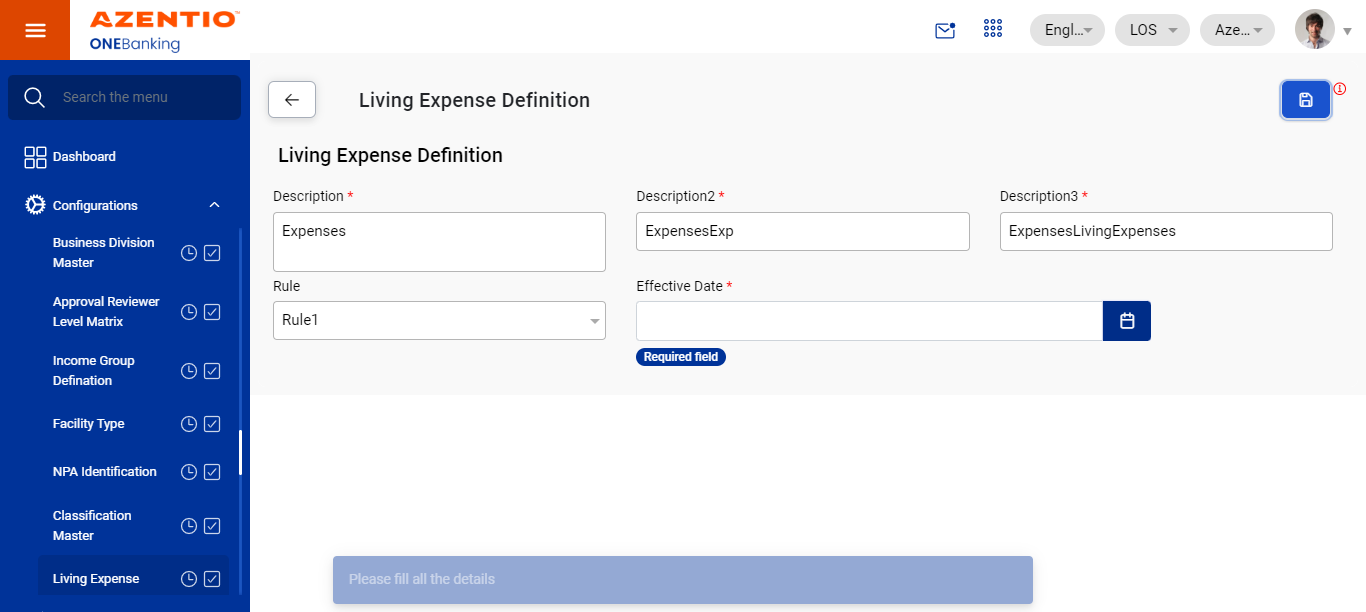 AZENTIO™
ONEBanking
Engl...
LOS
Aze...
Search the menu
Dashboard
Configurations
Business Division
Master
Approval Reviewer
Level Matrix
Income Group
Defination
Facility Type
NPA Identification
Classification
Master
Living Expense
Living Expense Definition
1
Living Expense Definition
Description *
Description2 *
Description3 *
Expenses
ExpensesExp
ExpensesLivingExpenses
Rule
Effective Date *
Rule1
Required field
Please fill all the details